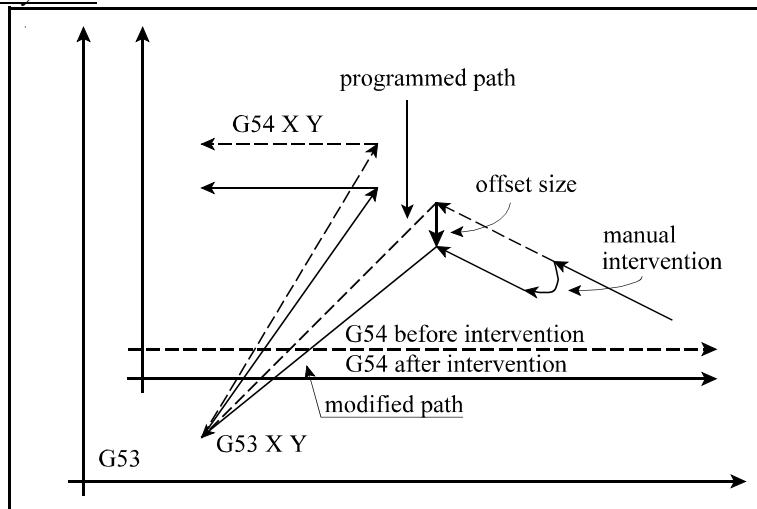 programmed path
G54 X Y
offset size
manual
intervention
G54 before intervention
G54 after intervention
modified path
G53 X Y
G53